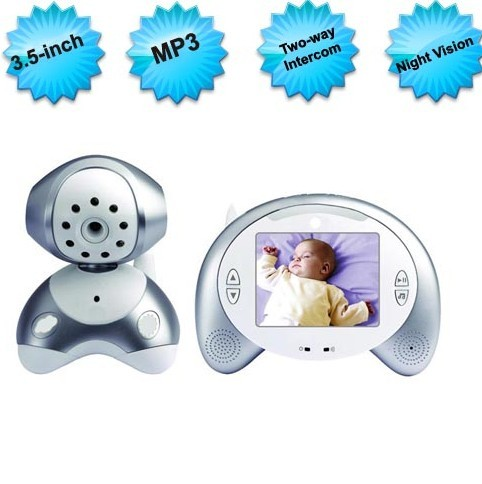 3.5-inch
MP3
Two-way
Intercom
Night Vision